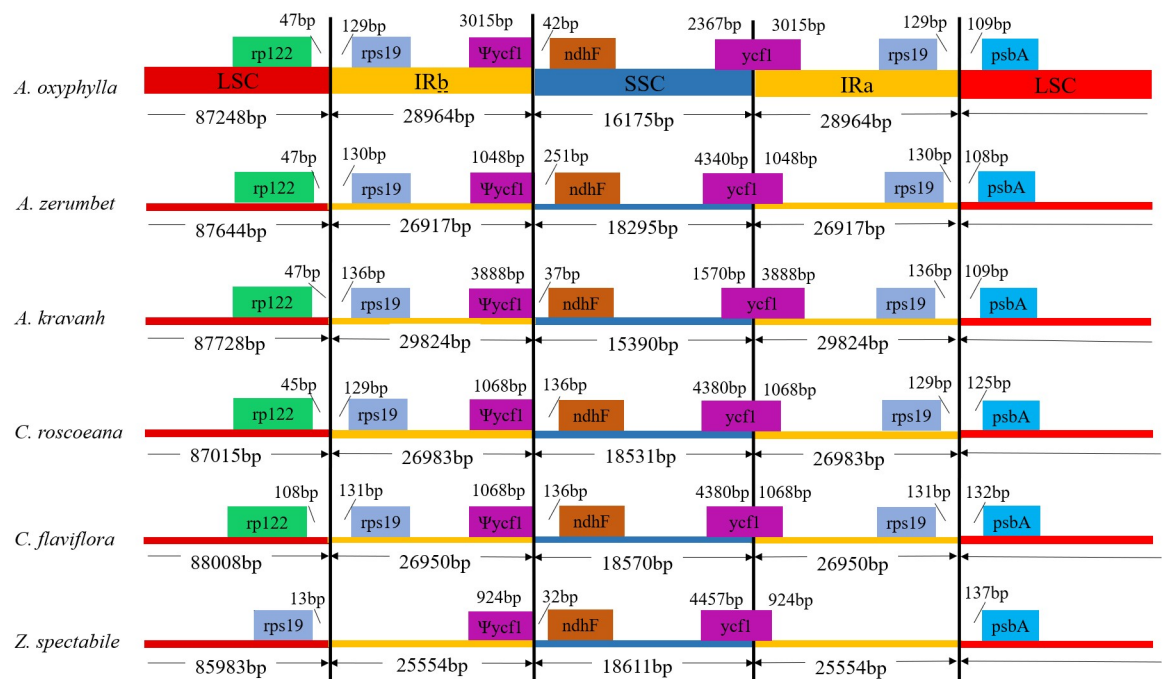 47bp 129bp 3015bp 42bp 2367bp 3015bp 129bp 109bp
rp122 rps19 Ψycf1 ndhF ycf1 rps19 psbA
A. oxyphylla LSC IRb SSC IRa LSC
87248bp 28964bp 16175bp 28964bp
47bp 130bp 1048bp 251bp 4340bp 1048bp 130bp 108bp
rp122 rps19 Ψycf1 ndhF ycf1 rps19 psbA
A. zerumbet
87644bp 26917bp 18295bp 26917bp
47bp 136bp 3888bp 37bp 1570bp 3888bp 136bp 109bp
rp122 rps19 Ψycf1 ndhF ycf1 rps19 psbA
A. kravanh
87728bp 29824bp 15390bp 29824bp
45bp 129bp 1068bp 136bp 4380bp 1068bp 129bp 125bp
rp122 rps19 Ψycf1 ndhF ycf1 rps19 psbA
C. roscoeana
87015bp 26983bp 18531bp 26983bp
108bp 131bp 1068bp 136bp 4380bp 1068bp 131bp 132bp
rp122 rps19 Ψycf1 ndhF ycf1 rps19 psbA
C. flaviflora
88008bp 26950bp 18570bp 26950bp
13bp 924bp 32bp 4457bp 924bp 137bp
rps19 Ψycf1 ndhF ycf1 psbA
Z. spectabile
85983bp 25554bp 18611bp 25554bp